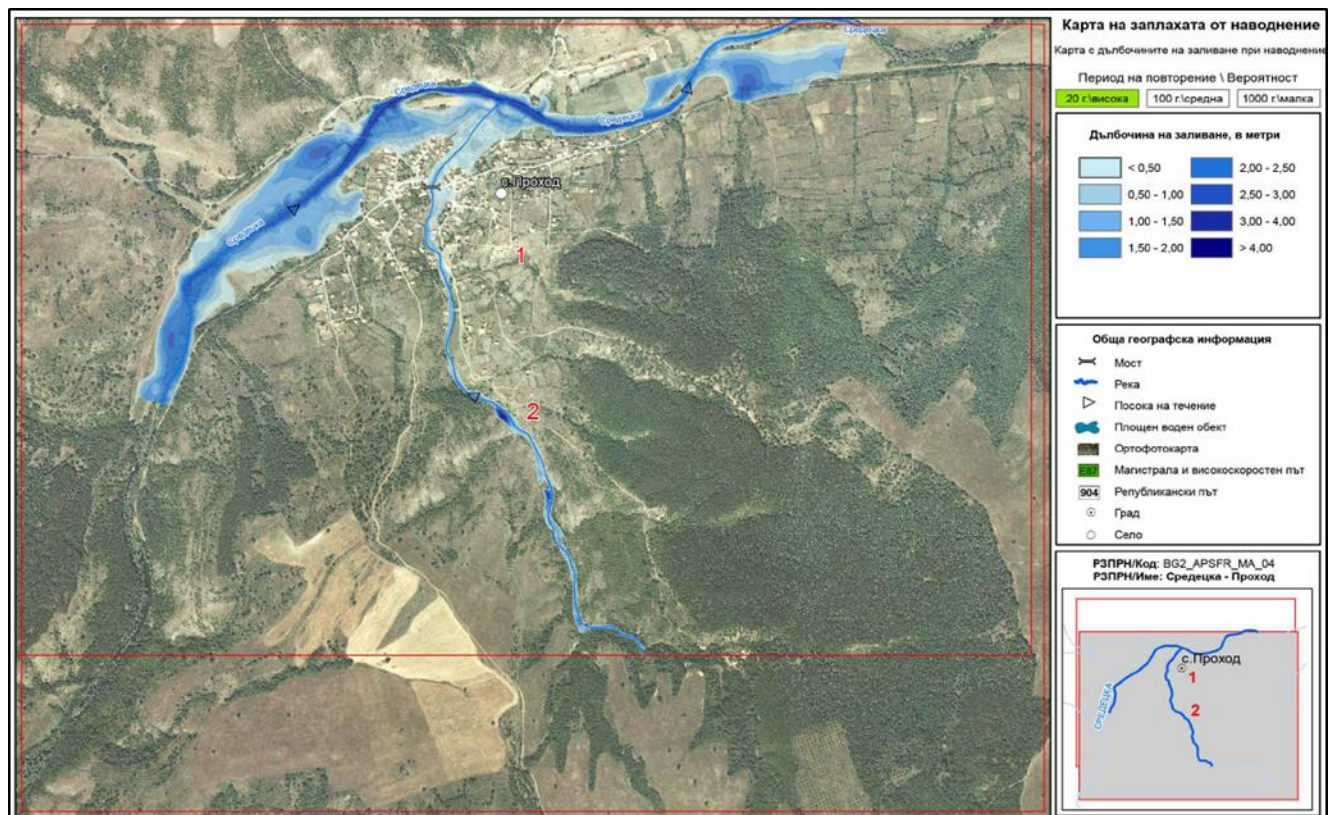 Карта на заплахата от наводнение
Карта с дълбочините на заливане при наводнение
Период на повторение \ Вероятност
20 г.\висока
100 г.\средна
1000 г.\малка
Дълбочина на заливане, в метри
< 0,50
2,00 - 2,50
0,50 - 1,00
2,50 - 3,00
1,00 - 1,50
3,00 - 4,00
1,50 - 2,00
> 4,00
Обща географска информация
Мост
Река
Посока на течение
Площен воден обект
Ортофотокарта
E87 Магистрала и високоскоростен път
904 Републикански път
Град
Село
РЗПРН/Код: BG2_APSFR_MA_04
РЗПРН/Име: Средецка - Проход
с.Проход
1
2
СРЕДЕЦКА
Средецка
Средецка
Средецка
Средецка
с.Проход
1
2